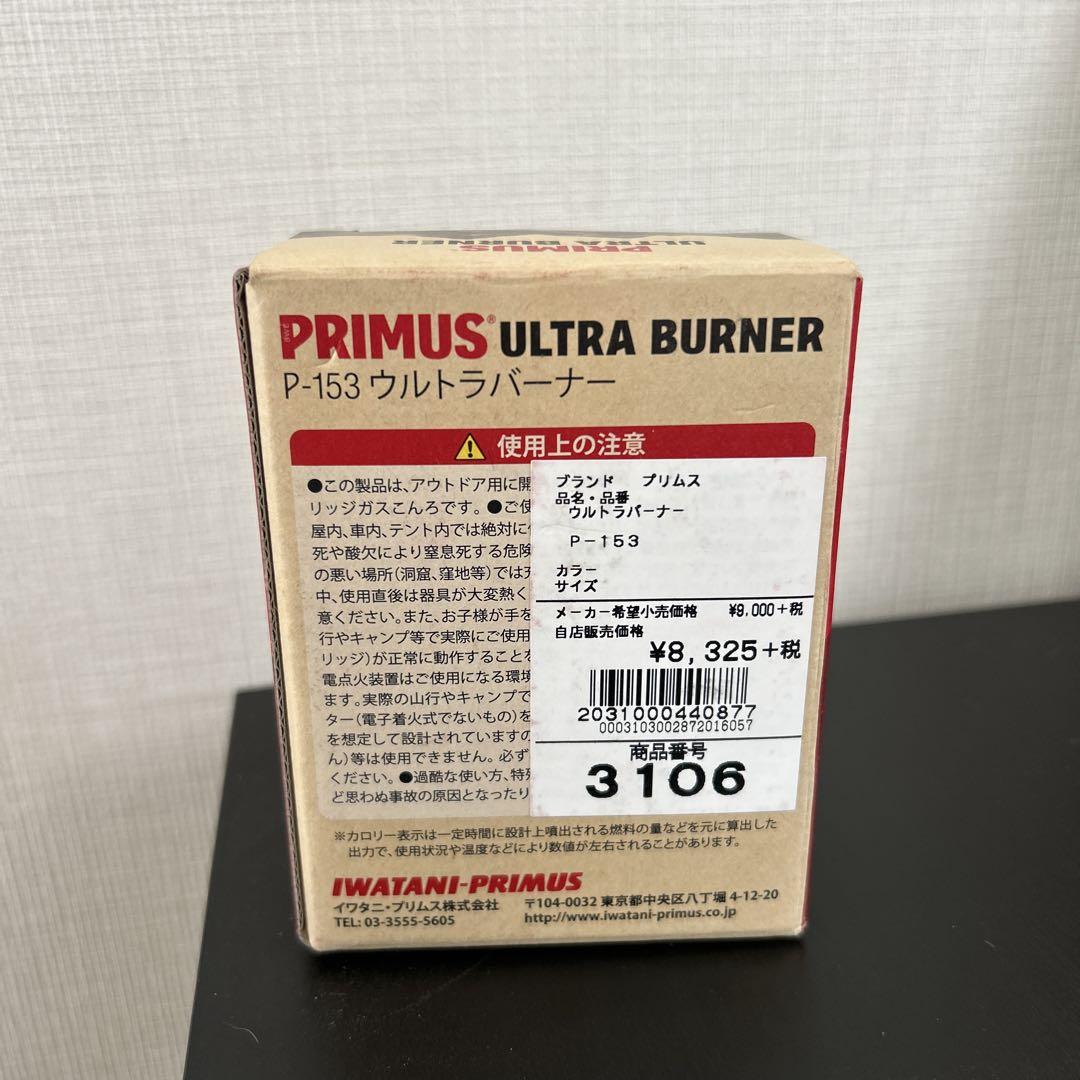 PRIMUS
ULTRA BURNER
PRIMUS® ULTRA BURNER
P-153 ウルトラバーナー
使用上の注意
●この製品は、アウトドア用に開
リッジガスこんろです。●ご使
屋内、車内、テント内では絶対に
死や酸欠により窒息死する危険
の悪い場所(洞窟、窪地等)では
中、使用直後は器具が大変熱く
意ください。また、お子様が手を
行やキャンプ等で実際にご使用
リッジ)が正常に動作することを
電点火装置はご使用になる環境
ます。実際の山行やキャンプで
ター(電子着火式でないもの)を
を想定して設計されていますの
ん)等は使用できません。必ず
ください。●過酷な使い方、特殊
ど思わぬ事故の原因となったり
ブランド プリムス
品名・品番
ウルトラバーナー
P-153
カラー
サイズ
メーカー希望小売価格 ¥9,000+税
自店販売価格
¥8,325+税
2031000440877
0003103002872016057
商品番号
3106
※カロリー表示は一定時間に設計上噴出される燃料の量などを元に算出した
出力で、使用状況や温度などにより数値が左右されることがあります。
IWATANI-PRIMUS
イワタニ・プリムス株式会社 〒104-0032 東京都中央区八丁堀 4-12-20
TEL: 03-3555-5605 http://www.iwatani-primus.co.jp